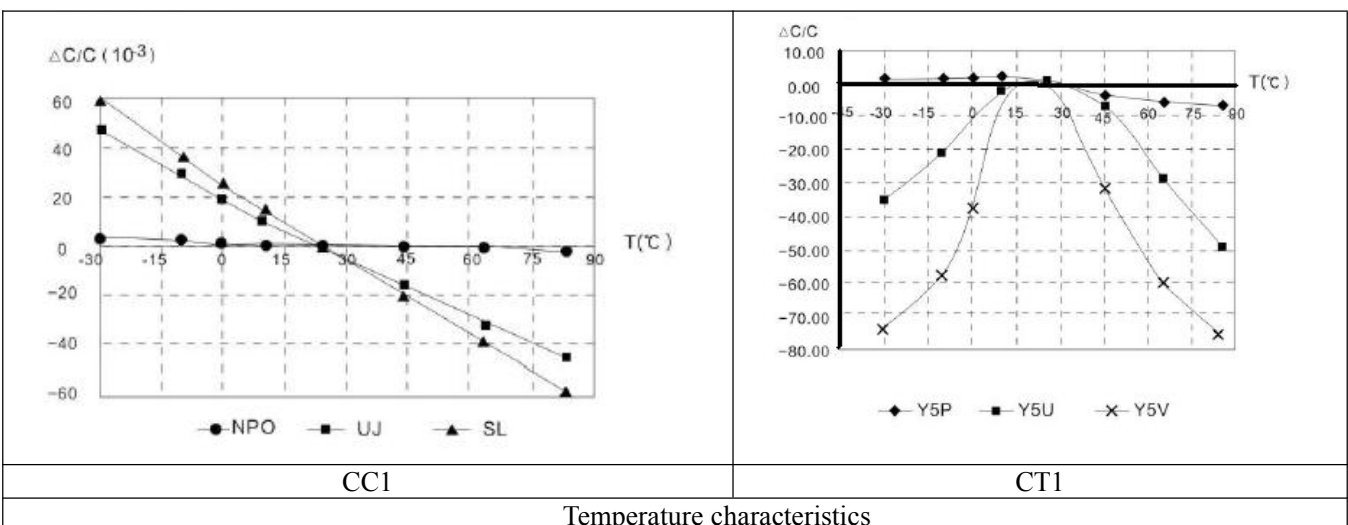 △C/C ( 10-3)
60
40
20
0
-20
-40
-60
-30 -15 0 15 30 45 60 75 90
T(℃ )
NPO UJ SL
△C/C
10.00
0.00
-10.00
-20.00
-30.00
-40.00
-50.00
-60.00
-70.00
-80.00
-30 -15 0 15 30 45 60 75 90
T(℃)
Y5P Y5U Y5V
CC1 CT1
Temperature characteristics